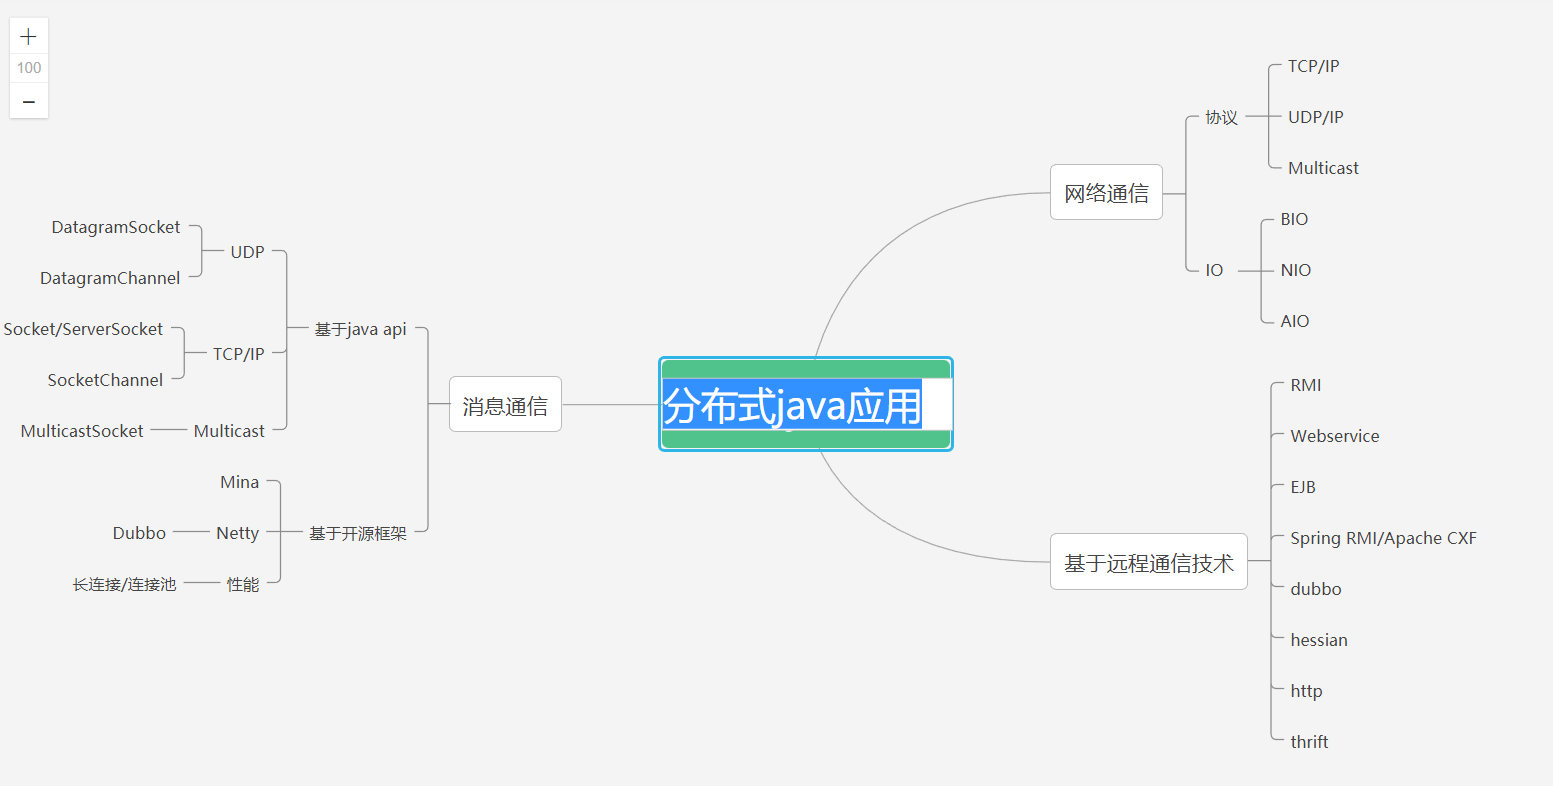 100
分布式java应用
网络通信
协议
TCP/IP
UDP/IP
Multicast
IO
BIO
NIO
AIO
基于远程通信技术
RMI
Webservice
EJB
Spring RMI/Apache CXF
dubbo
hessian
http
thrift
消息通信
基于java api
UDP
DatagramSocket
DatagramChannel
TCP/IP
Socket/ServerSocket
SocketChannel
Multicast
MulticastSocket
基于开源框架
Mina
Netty
Dubbo
性能
长连接/连接池